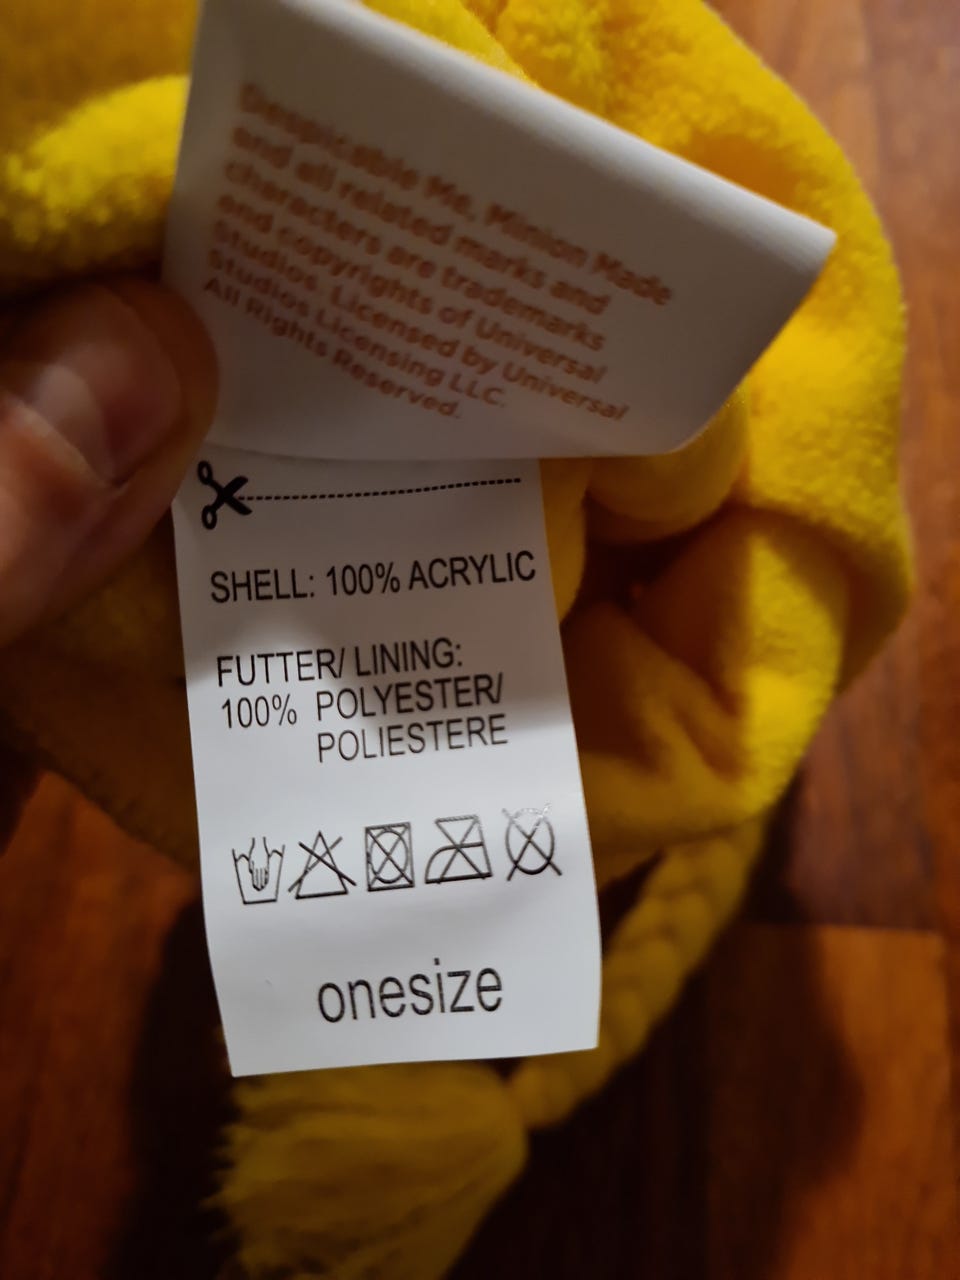 Despicable Me, Minion Made
and all related marks and
characters are trademarks
and copyrights of Universal
Studios. Licensed by Universal
Studios Licensing LLC.
All Rights Reserved.
SHELL: 100% ACRYLIC
FUTTER/ LINING:
100% POLYESTER/
POLIESTERE
onesize